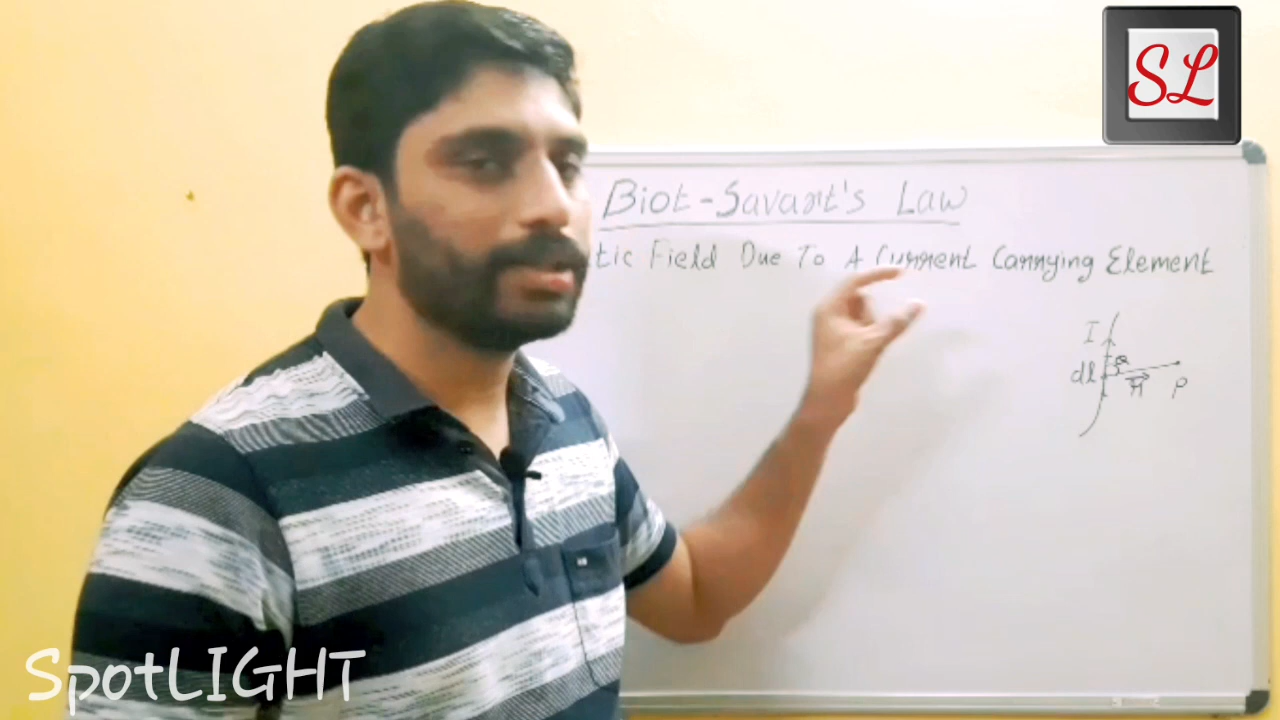 SL
Biot-Savart's Law
tic Field Due To A Current Carrying Element
I
θ
dl
r
P
SpotLIGHT